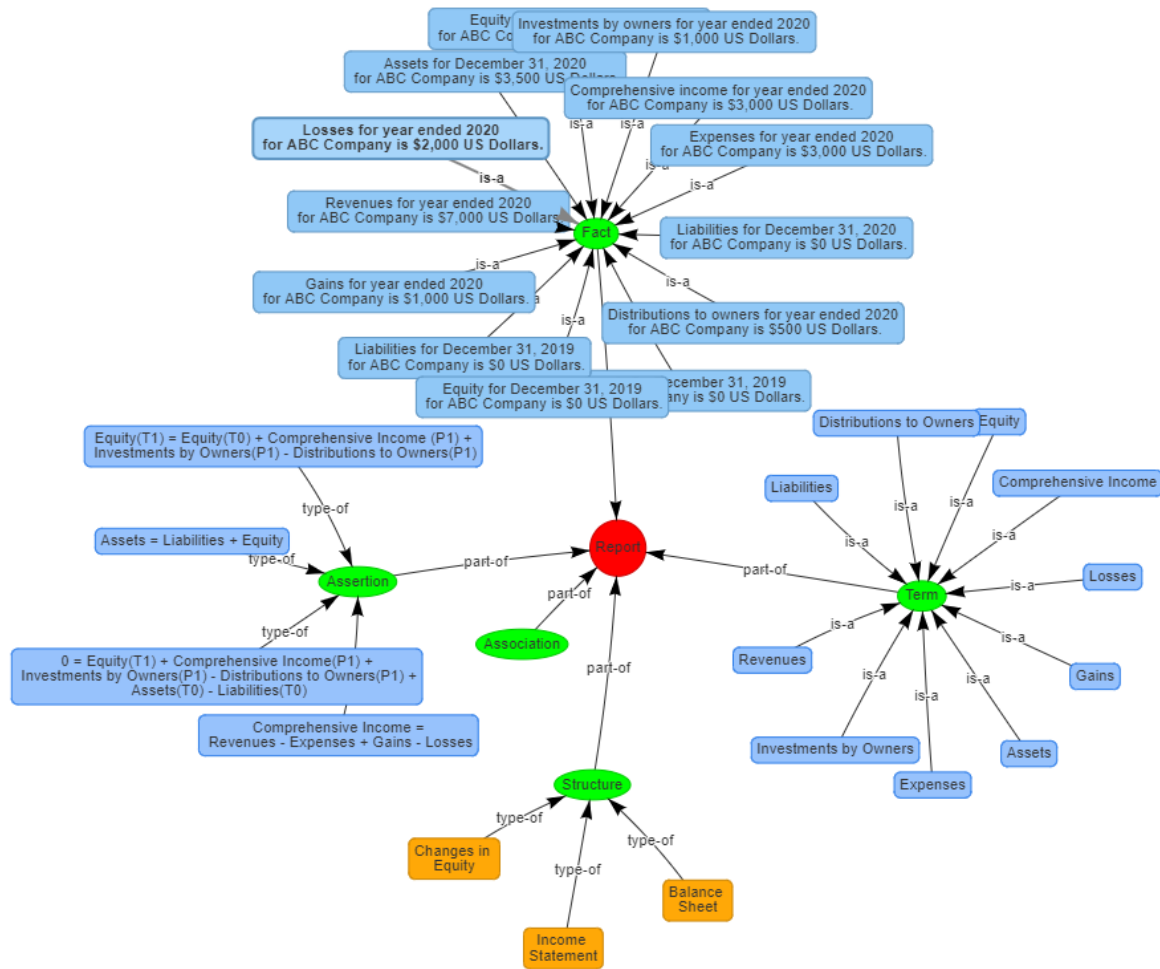 Equity
for ABC Co
Investments by owners for year ended 2020
for ABC Company is $1,000 US Dollars.
Assets for December 31, 2020
for ABC Company is $3,500 US Dollars
Comprehensive income for year ended 2020
for ABC Company is $3,000 US Dollars.
is-a
is-a
Losses for year ended 2020
for ABC Company is $2,000 US Dollars.
Expenses for year ended 2020
for ABC Company is $3,000 US Dollars.
is-a
is-a
is-a
Revenues for year ended 2020
for ABC Company is $7,000 US Dollars.
Fact
Liabilities for December 31, 2020
for ABC Company is $0 US Dollars.
is-a
is-a
Gains for year ended 2020
for ABC Company is $1,000 US Dollars.
is-a
Distributions to owners for year ended 2020
for ABC Company is $500 US Dollars.
Liabilities for December 31, 2019
for ABC Company is $0 US Dollars.
Equity for December 31, 2019
for ABC Company is $0 US Dollars.
December 31, 2019
is $0 US Dollars.
Equity(T1) = Equity(T0) + Comprehensive Income (P1) +
Investments by Owners(P1) - Distributions to Owners(P1)
type-of
Assets = Liabilities + Equity
type-of
Assertion
part-of
type-of
0 = Equity(T1) + Comprehensive Income(P1) +
Investments by Owners(P1) - Distributions to Owners(P1) +
Assets(T0) - Liabilities(T0)
Comprehensive Income =
Revenues - Expenses + Gains - Losses
Report
part-of
Association
part-of
part-of
Distributions to Owners
Equity
Liabilities
Comprehensive Income
is-a
is-a
is-a
is-a
Losses
is-a
Term
is-a
Revenues
is-a
Gains
is-a
is-a
is-a
Investments by Owners
Assets
Expenses
Structure
type-of
type-of
type-of
Changes in
Equity
Balance
Sheet
Income
Statement